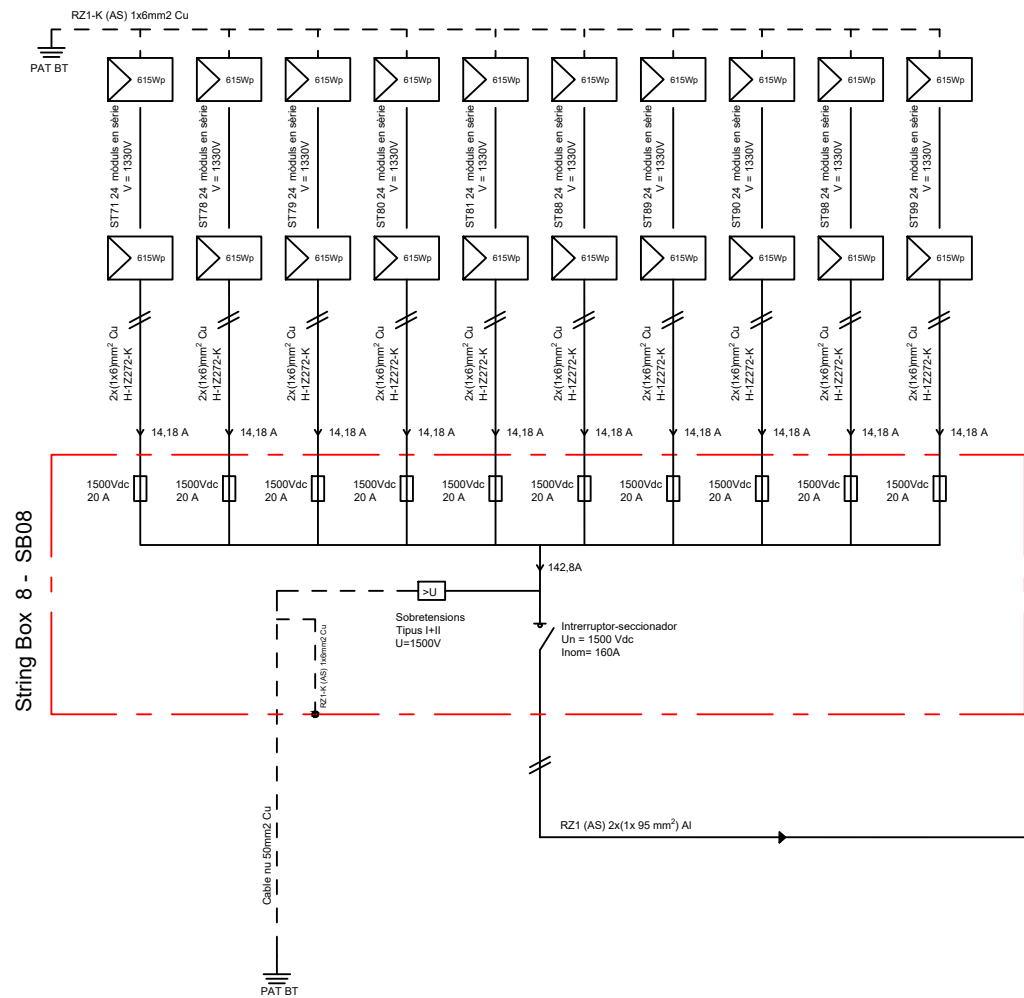 RZ1-K (AS) 1x6mm2 Cu
PAT BT
615Wp 615Wp 615Wp 615Wp 615Wp 615Wp 615Wp 615Wp 615Wp 615Wp
ST71 24 mòduls en sèrie
V = 1330V
ST78 24 mòduls en sèrie
V = 1330V
ST79 24 mòduls en sèrie
V = 1330V
ST80 24 mòduls en sèrie
V = 1330V
ST81 24 mòduls en sèrie
V = 1330V
ST88 24 mòduls en sèrie
V = 1330V
ST89 24 mòduls en sèrie
V = 1330V
ST90 24 mòduls en sèrie
V = 1330V
ST98 24 mòduls en sèrie
V = 1330V
ST99 24 mòduls en sèrie
V = 1330V
615Wp 615Wp 615Wp 615Wp 615Wp 615Wp 615Wp 615Wp 615Wp 615Wp
2x(1x6)mm² Cu
H-1Z272-K
2x(1x6)mm² Cu
H-1Z272-K
2x(1x6)mm² Cu
H-1Z272-K
2x(1x6)mm² Cu
H-1Z272-K
2x(1x6)mm² Cu
H-1Z272-K
2x(1x6)mm² Cu
H-1Z272-K
2x(1x6)mm² Cu
H-1Z272-K
2x(1x6)mm² Cu
H-1Z272-K
2x(1x6)mm² Cu
H-1Z272-K
2x(1x6)mm² Cu
H-1Z272-K
14,18 A 14,18 A 14,18 A 14,18 A 14,18 A 14,18 A 14,18 A 14,18 A 14,18 A 14,18 A
1500Vdc 1500Vdc 1500Vdc 1500Vdc 1500Vdc 1500Vdc 1500Vdc 1500Vdc 1500Vdc 1500Vdc
20 A 20 A 20 A 20 A 20 A 20 A 20 A 20 A 20 A 20 A
String Box 8 - SB08
142,8A
>U
Sobretensions
Tipus I+II
U=1500V
Intrerruptor-seccionador
Un = 1500 Vdc
Inom= 160A
RZ1-K (AS) 1x6mm2 Cu
RZ1 (AS) 2x(1x 95 mm²) Al
Cable nu 50mm2 Cu
PAT BT